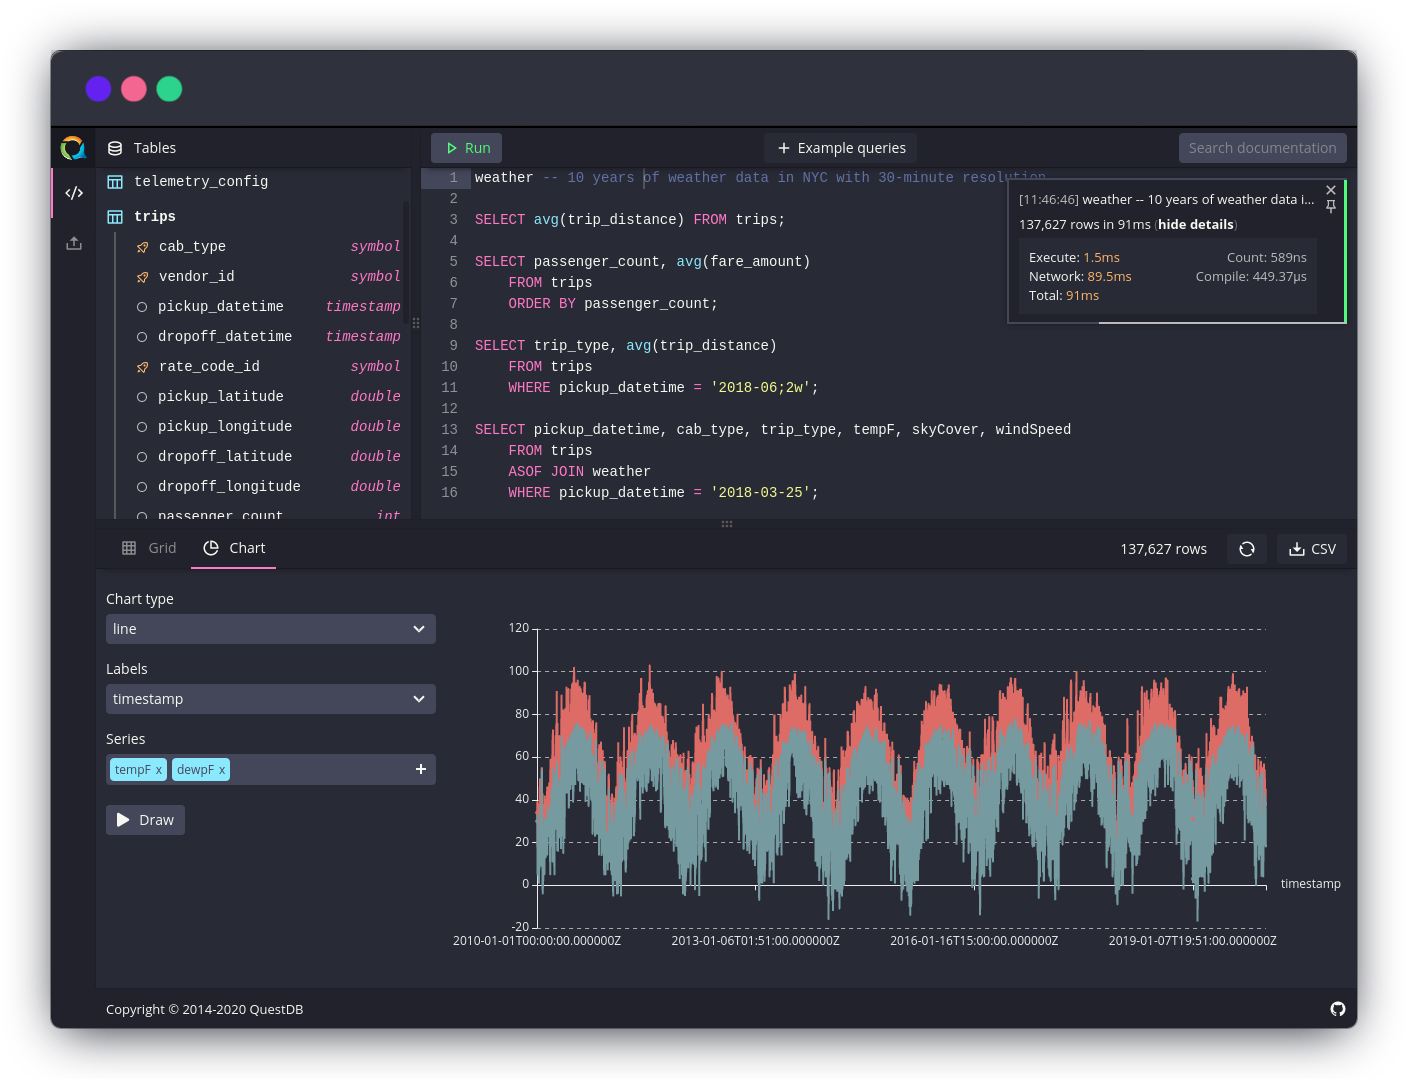 Tables
Run
Example queries
Search documentation
telemetry_config
trips
cab_type symbol
vendor_id symbol
pickup_datetime timestamp
dropoff_datetime timestamp
rate_code_id symbol
pickup_latitude double
pickup_longitude double
dropoff_latitude double
dropoff_longitude double
passenger_count int
1 weather -- 10 years of weather data in NYC with 30-minute resolution
2
3 SELECT avg(trip_distance) FROM trips;
4
5 SELECT passenger_count, avg(fare_amount)
6 FROM trips
7 ORDER BY passenger_count;
8
9 SELECT trip_type, avg(trip_distance)
10 FROM trips
11 WHERE pickup_datetime = '2018-06;2w';
12
13 SELECT pickup_datetime, cab_type, trip_type, tempF, skyCover, windSpeed
14 FROM trips
15 ASOF JOIN weather
16 WHERE pickup_datetime = '2018-03-25';
[11:46:46] weather -- 10 years of weather data i...
137,627 rows in 91ms (hide details)
Execute: 1.5ms Count: 589ns
Network: 89.5ms Compile: 449.37µs
Total: 91ms
Grid
Chart
137,627 rows
CSV
Chart type
line
Labels
timestamp
Series
tempF x dewpF x +
Draw
120
100
80
60
40
20
0
-20
timestamp
2010-01-01T00:00:00.000000Z 2013-01-06T01:51:00.000000Z 2016-01-16T15:00:00.000000Z 2019-01-07T19:51:00.000000Z
Copyright © 2014-2020 QuestDB